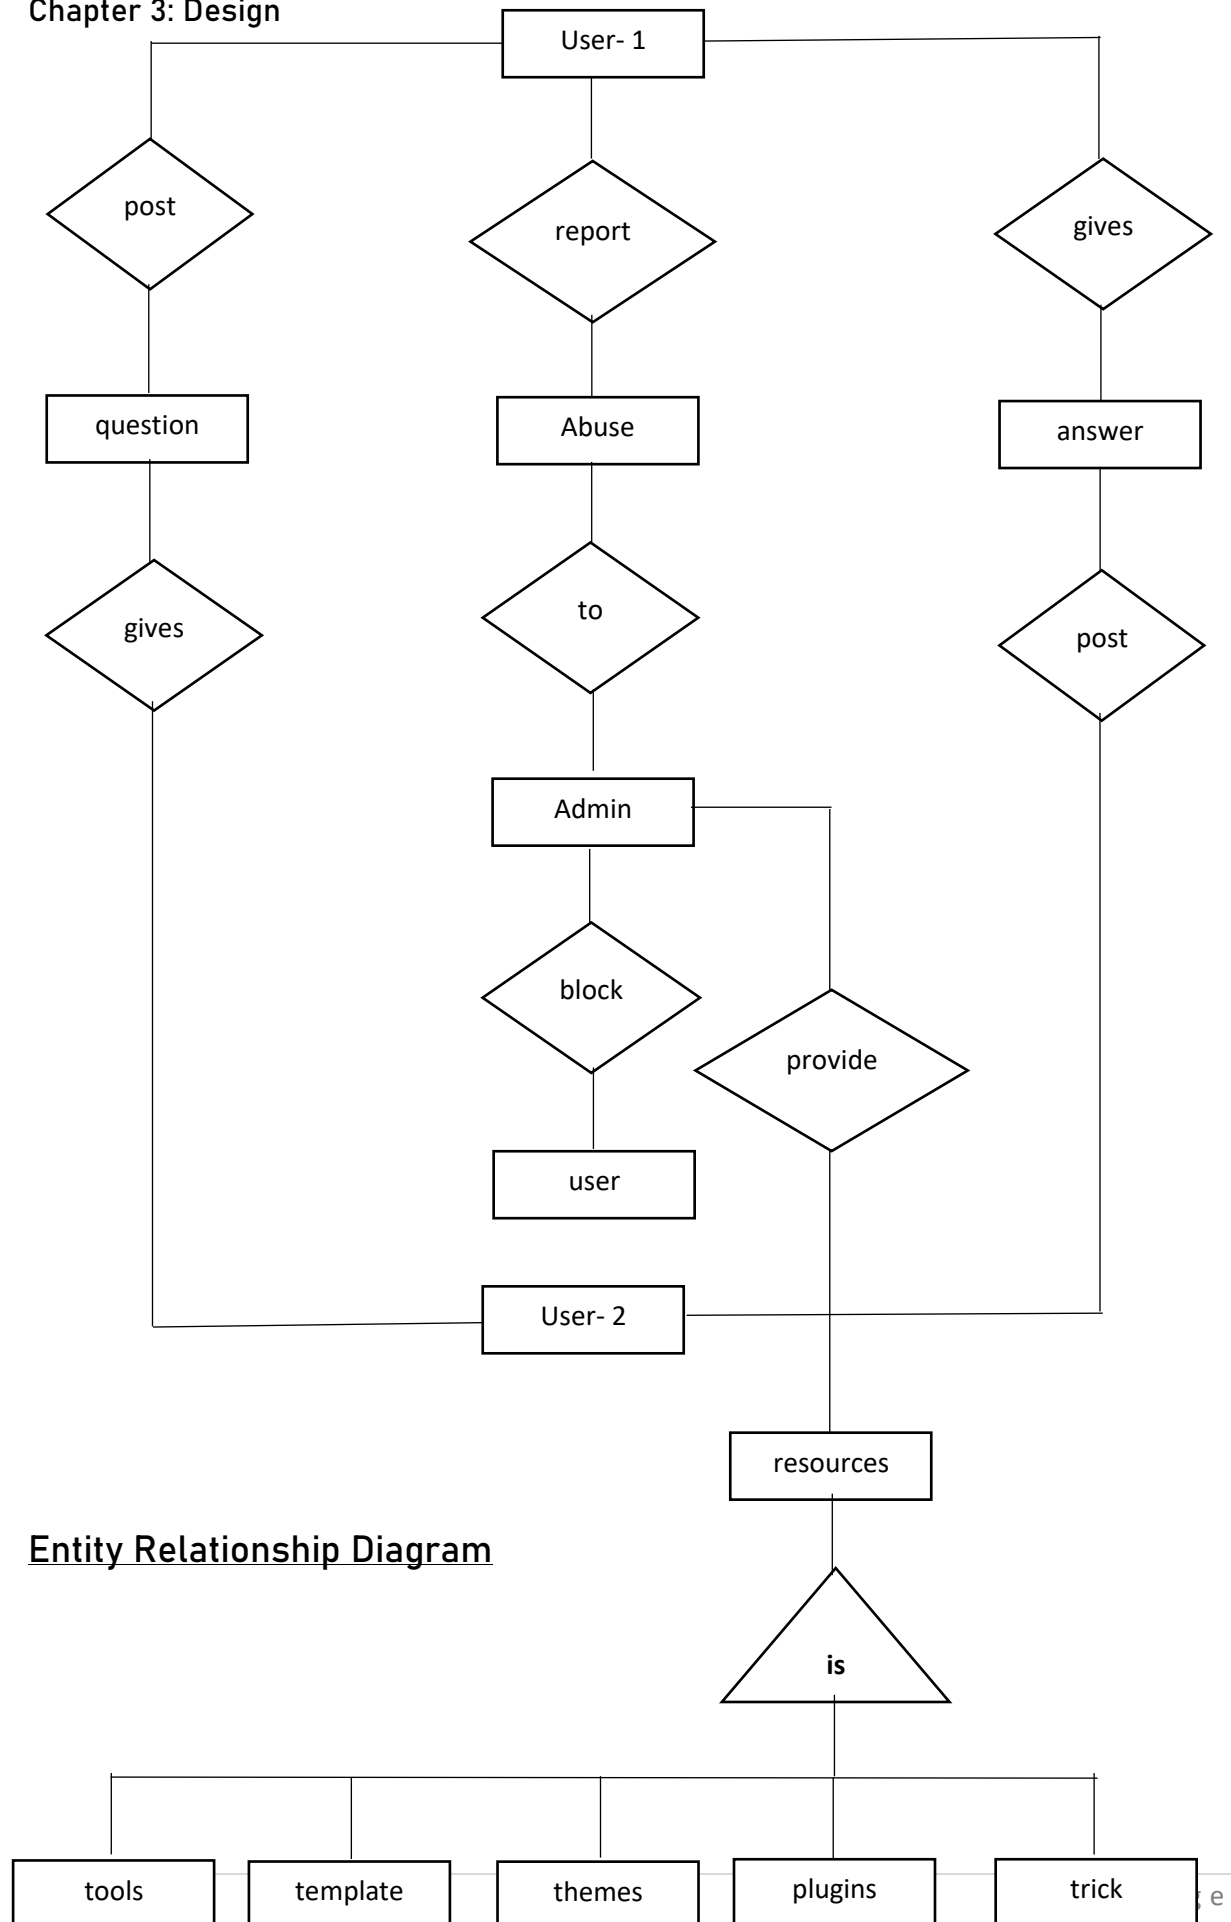 Chapter 3: Design
User- 1
post
report
gives
question
Abuse
answer
gives
to
post
Admin
block
provide
user
User- 2
resources
Entity Relationship Diagram
is
tools
template
themes
plugins
trick